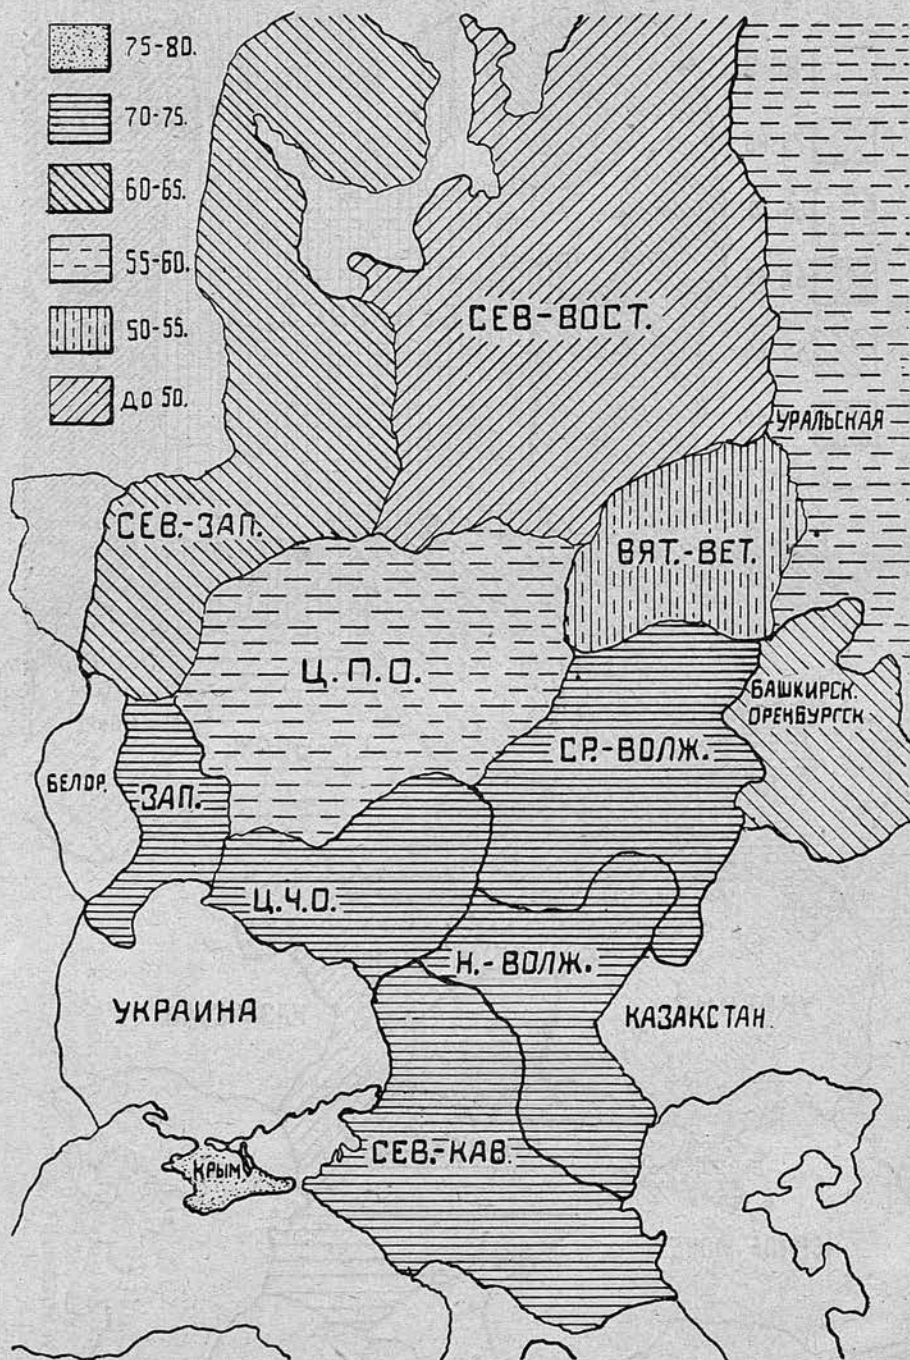 75-80.
70-75.
60-65.
55-60.
50-55.
ДО 50.
СЕВ-ВОСТ.
УРАЛЬСКАЯ
СЕВ.-ЗАП.
ВЯТ.-ВЕТ.
Ц.П.О.
БАШКИРСК.
ОРЕНБУРГСК
СР.-ВОЛЖ.
БЕЛОР.
ЗАП.
Ц.Ч.О.
Н.-ВОЛЖ.
УКРАИНА
КАЗАКСТАН.
СЕВ.-КАВ.
КРЫМ